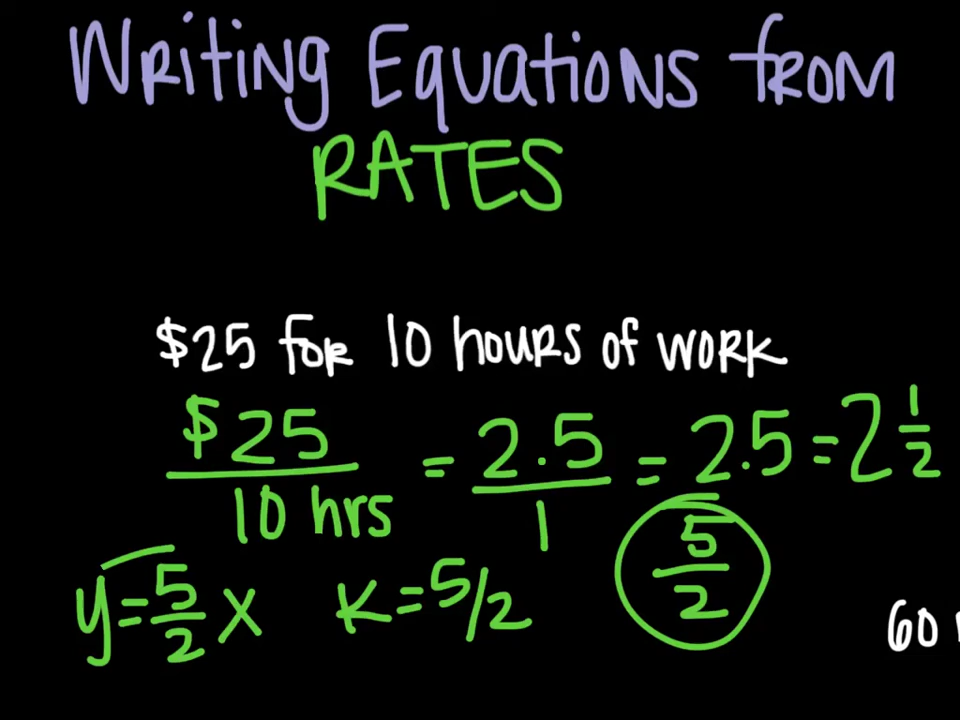 Writing Equations from
RATES
$25 for 10 hours of work
$25/10 hrs = 2.5/1 = 2.5 = 2 1/2
y = 5/2 x K = 5/2 5/2
60